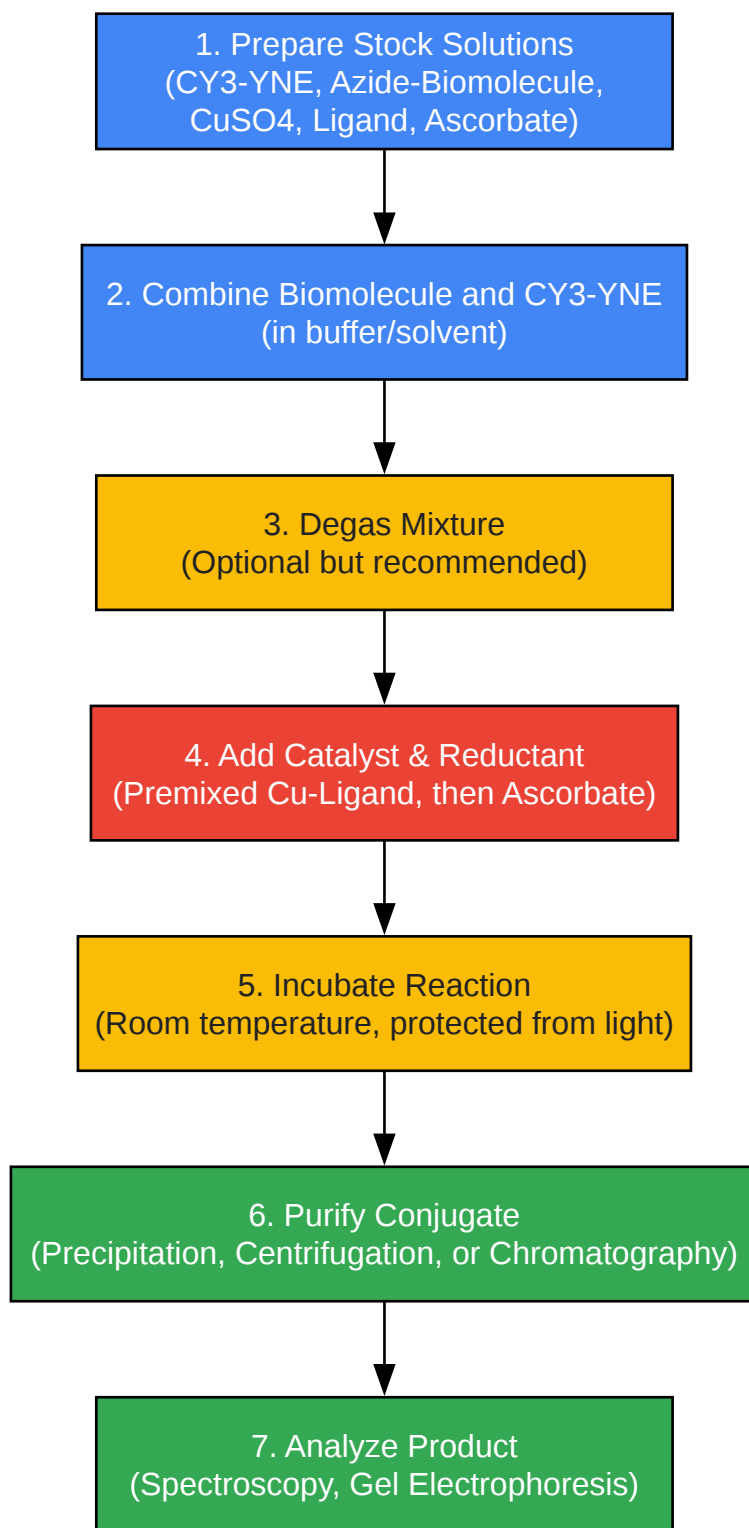 1. Prepare Stock Solutions
(CY3-YNE, Azide-Biomolecule,
CuSO4, Ligand, Ascorbate)
2. Combine Biomolecule and CY3-YNE
(in buffer/solvent)
3. Degas Mixture
(Optional but recommended)
4. Add Catalyst & Reductant
(Premixed Cu-Ligand, then Ascorbate)
5. Incubate Reaction
(Room temperature, protected from light)
6. Purify Conjugate
(Precipitation, Centrifugation, or Chromatography)
7. Analyze Product
(Spectroscopy, Gel Electrophoresis)